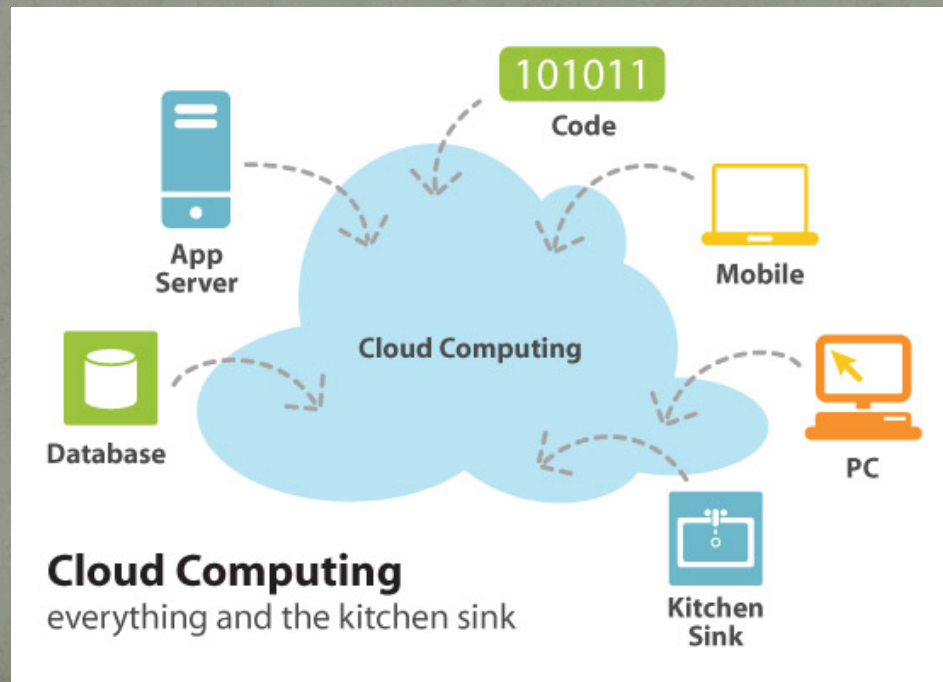 101011
Code
App
Server
Mobile
Cloud Computing
Database
PC
Kitchen
Sink
Cloud Computing
everything and the kitchen sink